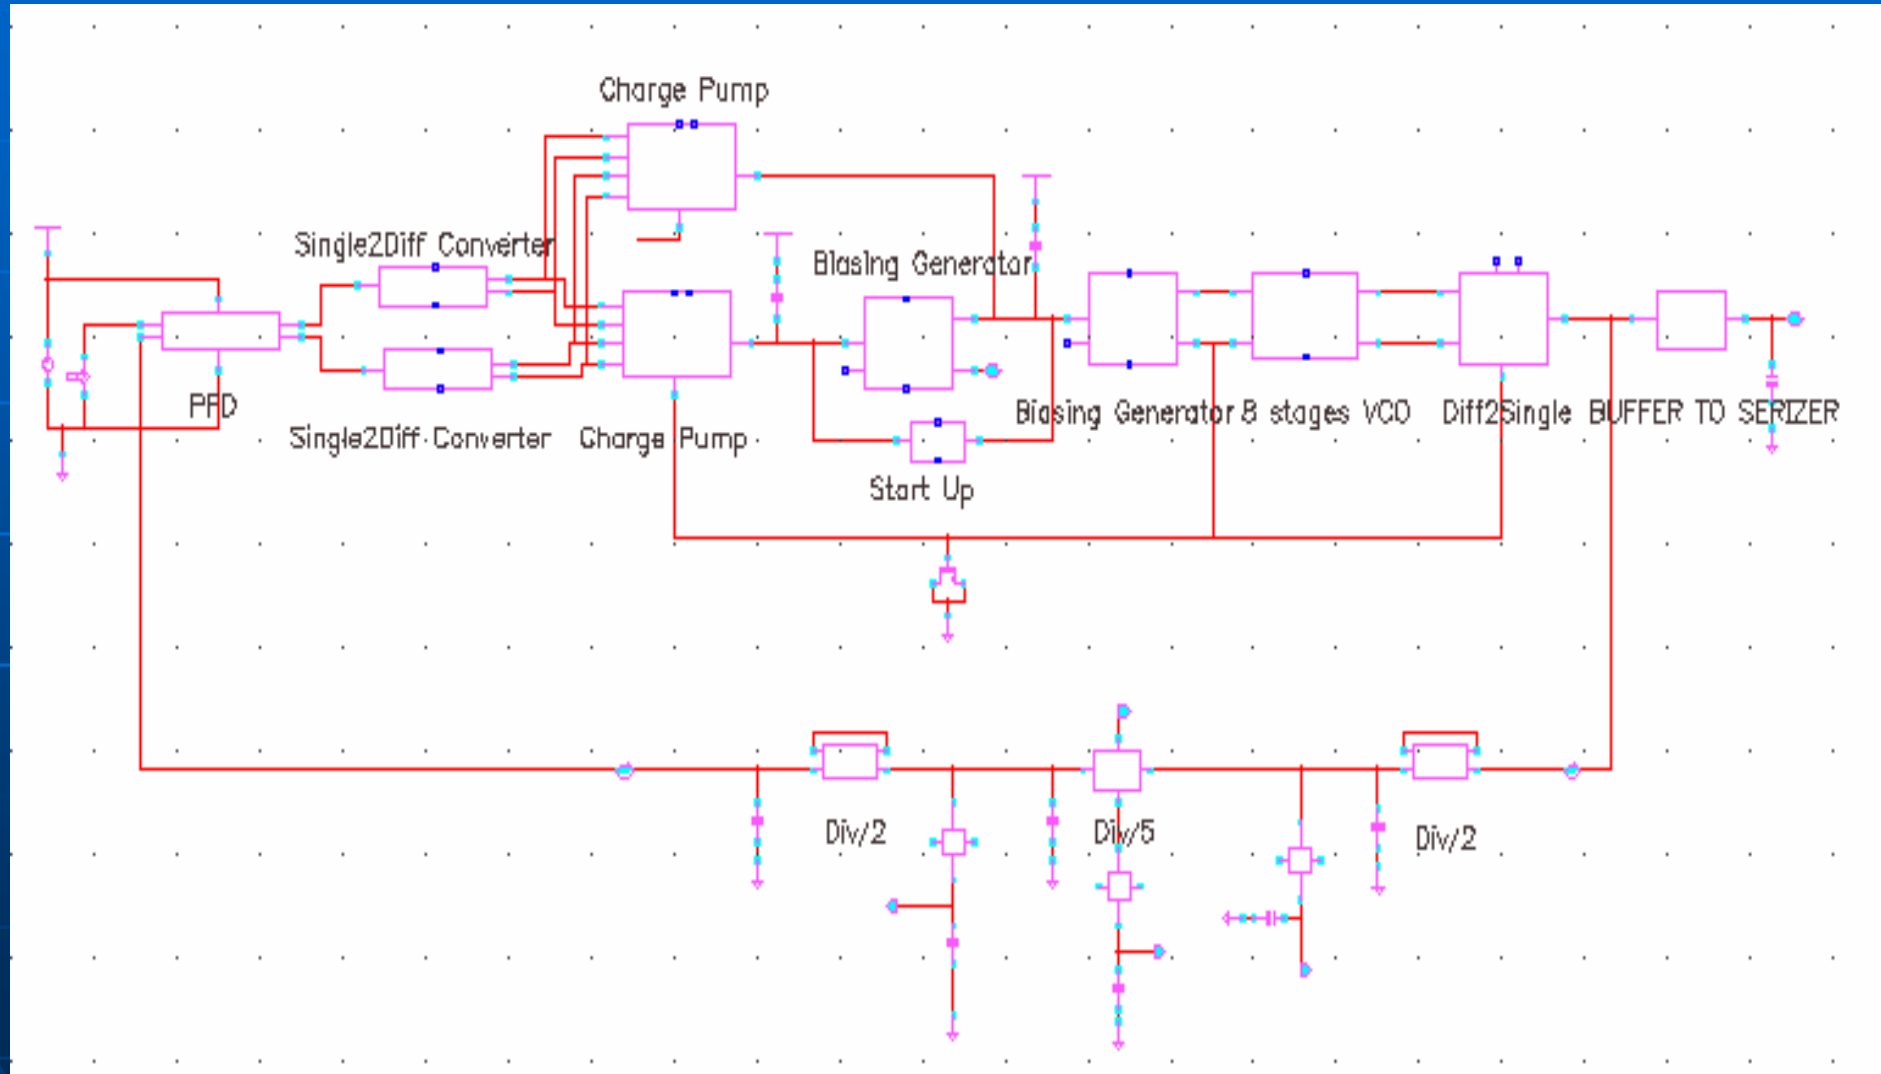 Charge Pump
Single2Diff Converter
Biasing Generator
PFD
Single2Diff Converter
Charge Pump
Biasing Generator
8 stages VCO
Diff2Single
BUFFER TO SERIZER
Start Up
Div/2
Div/5
Div/2